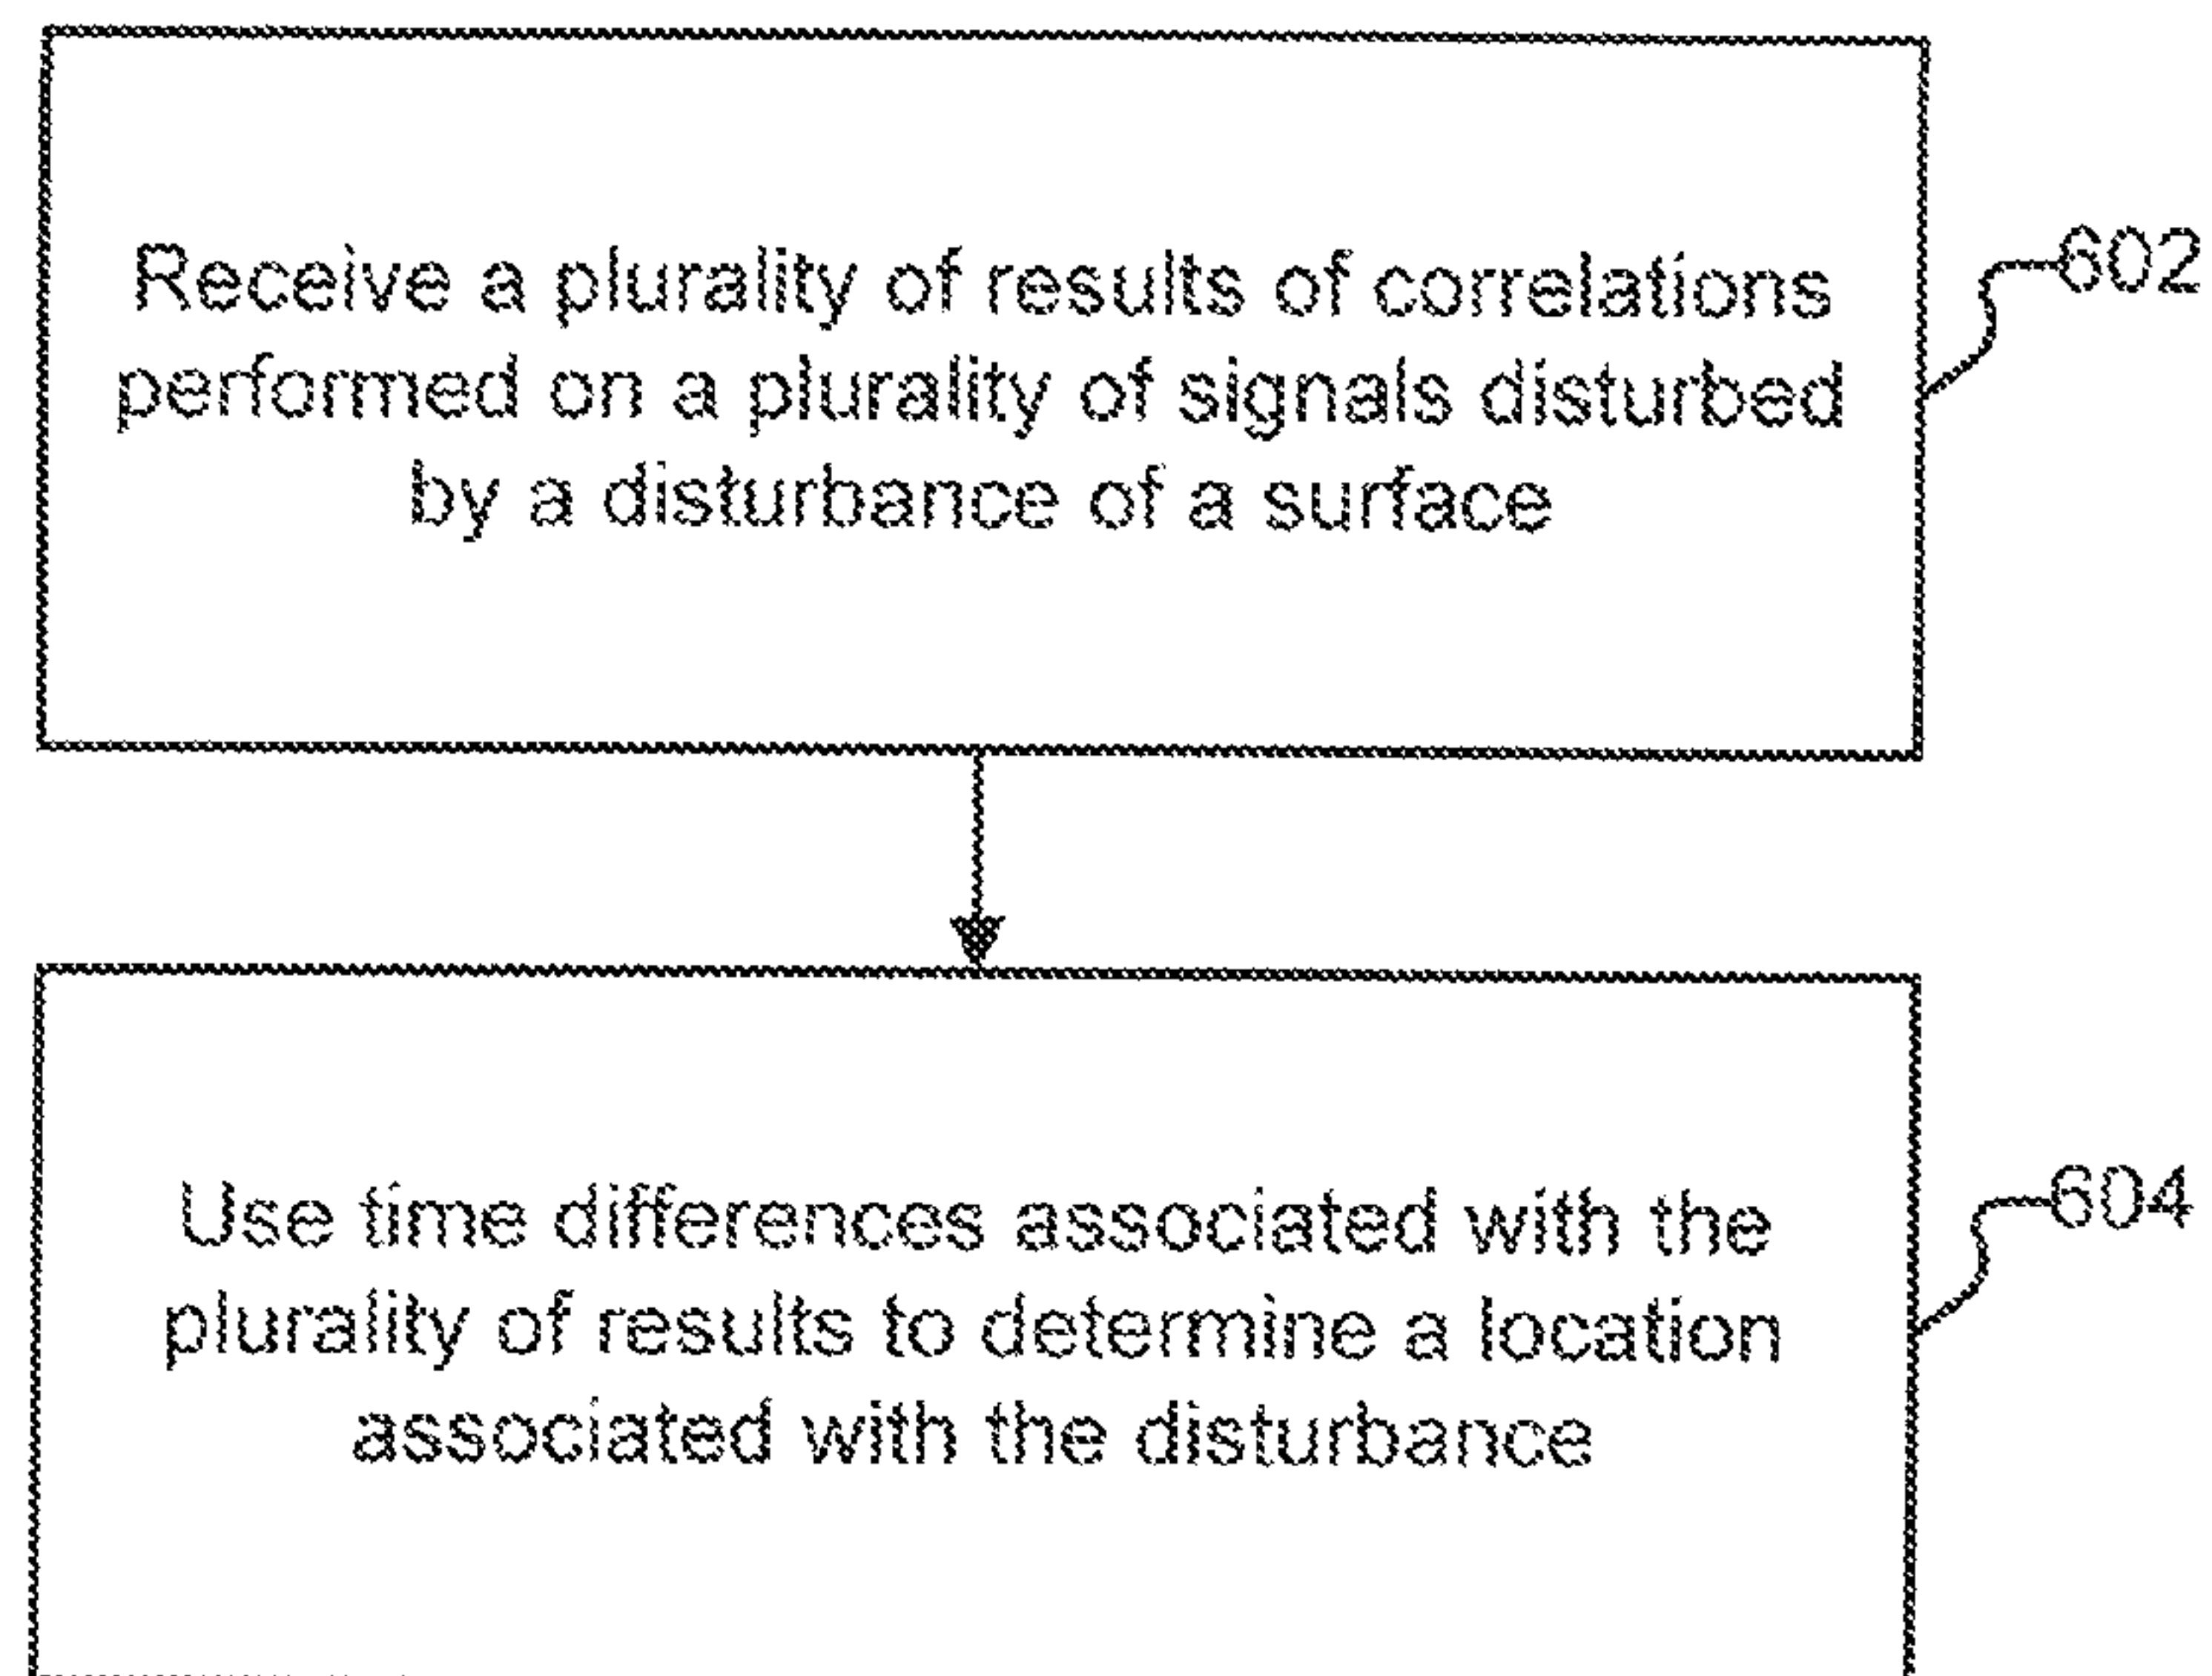 Receive a plurality of results of correlations
performed on a plurality of signals disturbed
by a disturbance of a surface
602
Use time differences associated with the
plurality of results to determine a location
associated with the disturbance
604